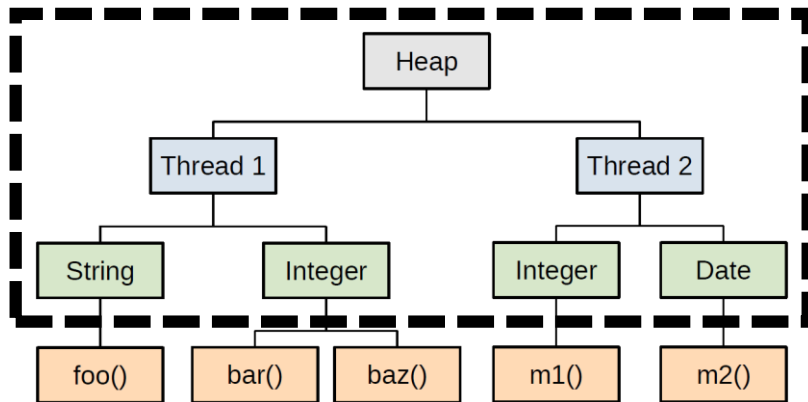 Heap
Thread 1
Thread 2
String
Integer
Integer
Date
foo()
bar()
baz()
m1()
m2()